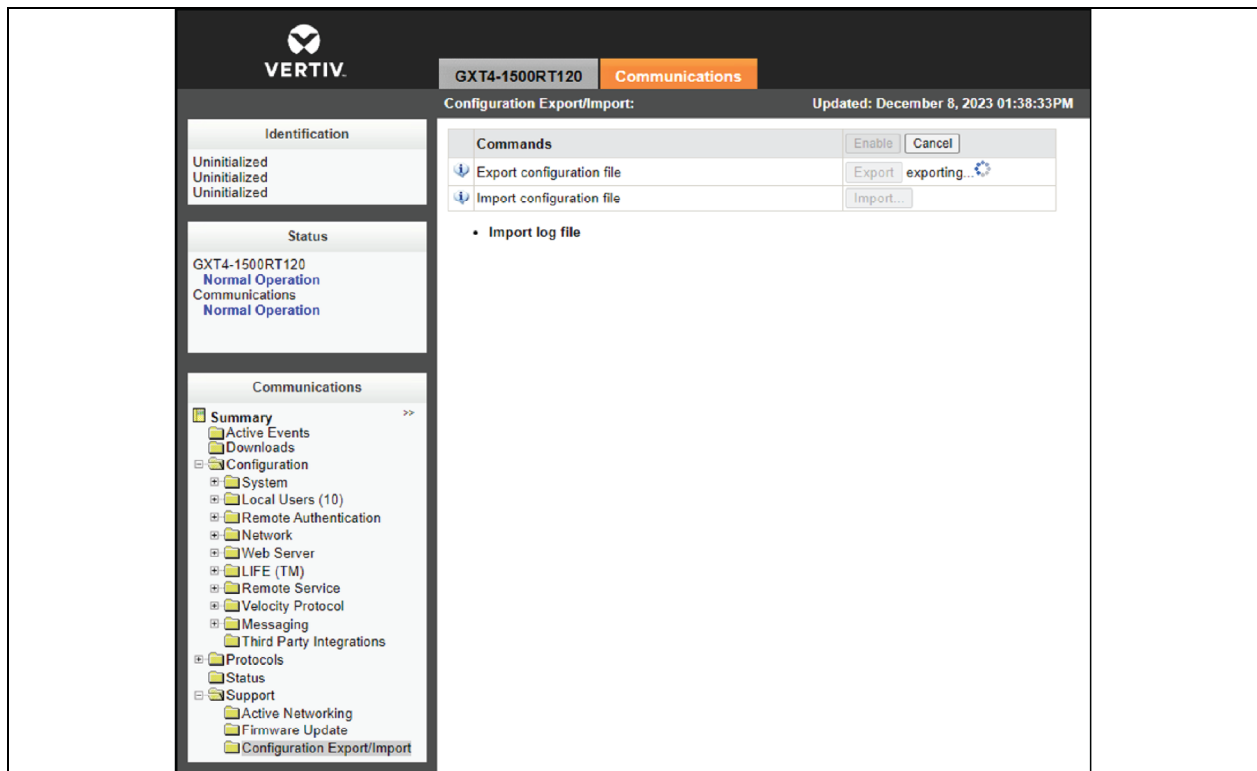 VERTIV.
GXT4-1500RT120
Communications
Configuration Export/Import:
Updated: December 8, 2023 01:38:33PM
Identification
Uninitialized
Uninitialized
Uninitialized
Status
GXT4-1500RT120
Normal Operation
Communications
Normal Operation
Communications
Summary >>
Active Events
Downloads
Configuration
System
Local Users (10)
Remote Authentication
Network
Web Server
LIFE (TM)
Remote Service
Velocity Protocol
Messaging
Third Party Integrations
Protocols
Status
Support
Active Networking
Firmware Update
Configuration Export/Import
Commands Enable Cancel
Export configuration file Export exporting...
Import configuration file Import...
• Import log file